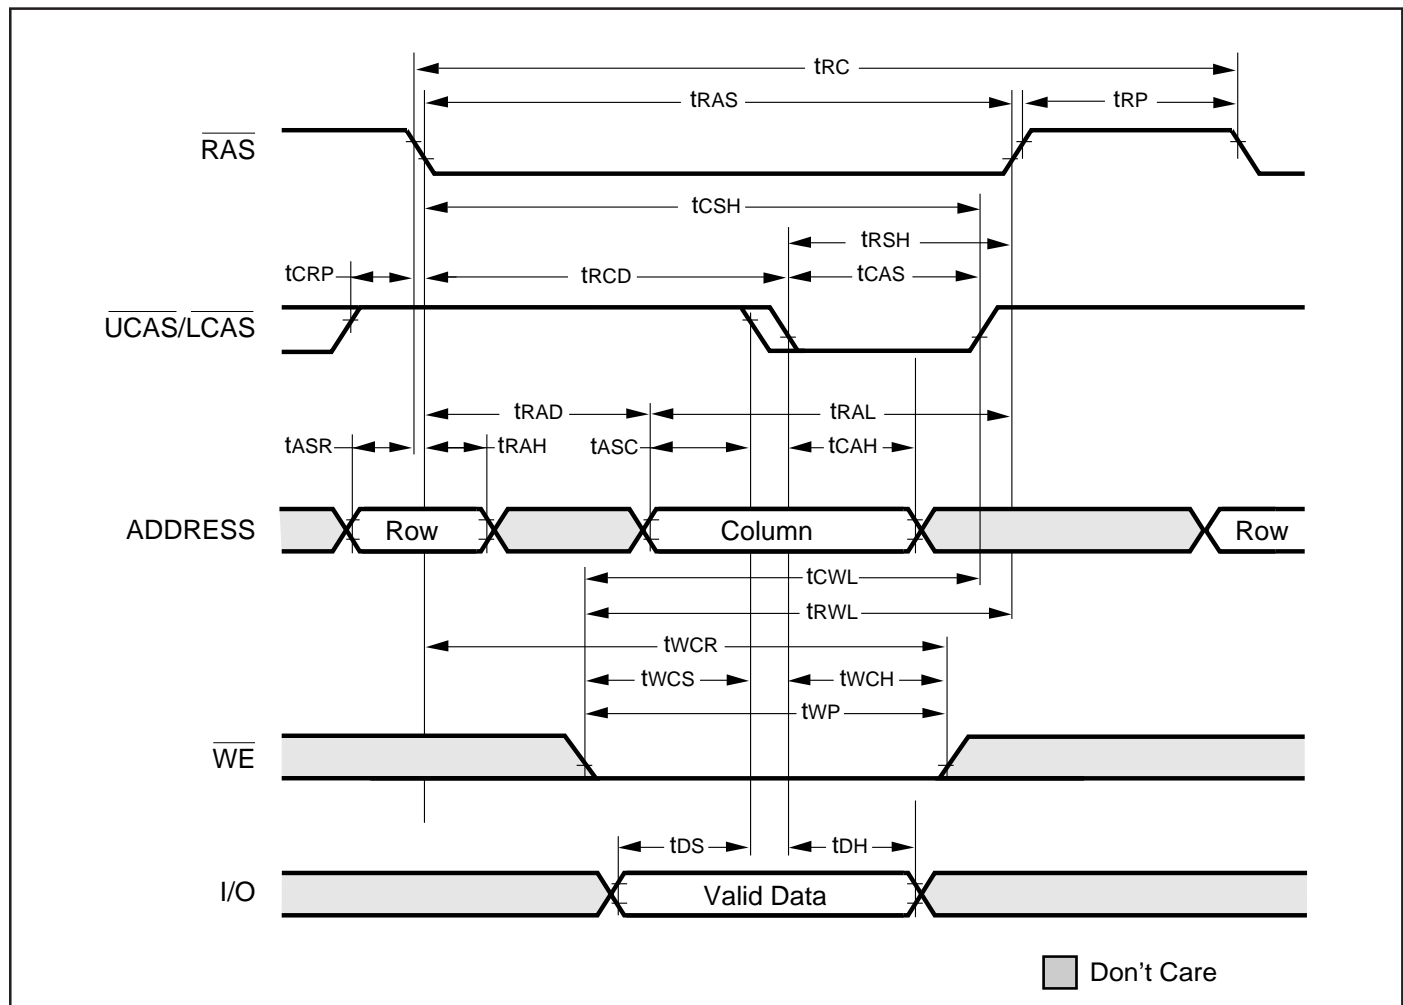 tRC
tRAS
tRP
RAS
tCSH
tRSH
tCRP
tRCD
tCAS
UCAS/LCAS
tRAD
tRAL
tASR
tRAH
tASC
tCAH
ADDRESS
Row
Column
Row
tCWL
tRWL
tWCR
tWCS
tWCH
tWP
WE
tDS
tDH
I/O
Valid Data
Don't Care